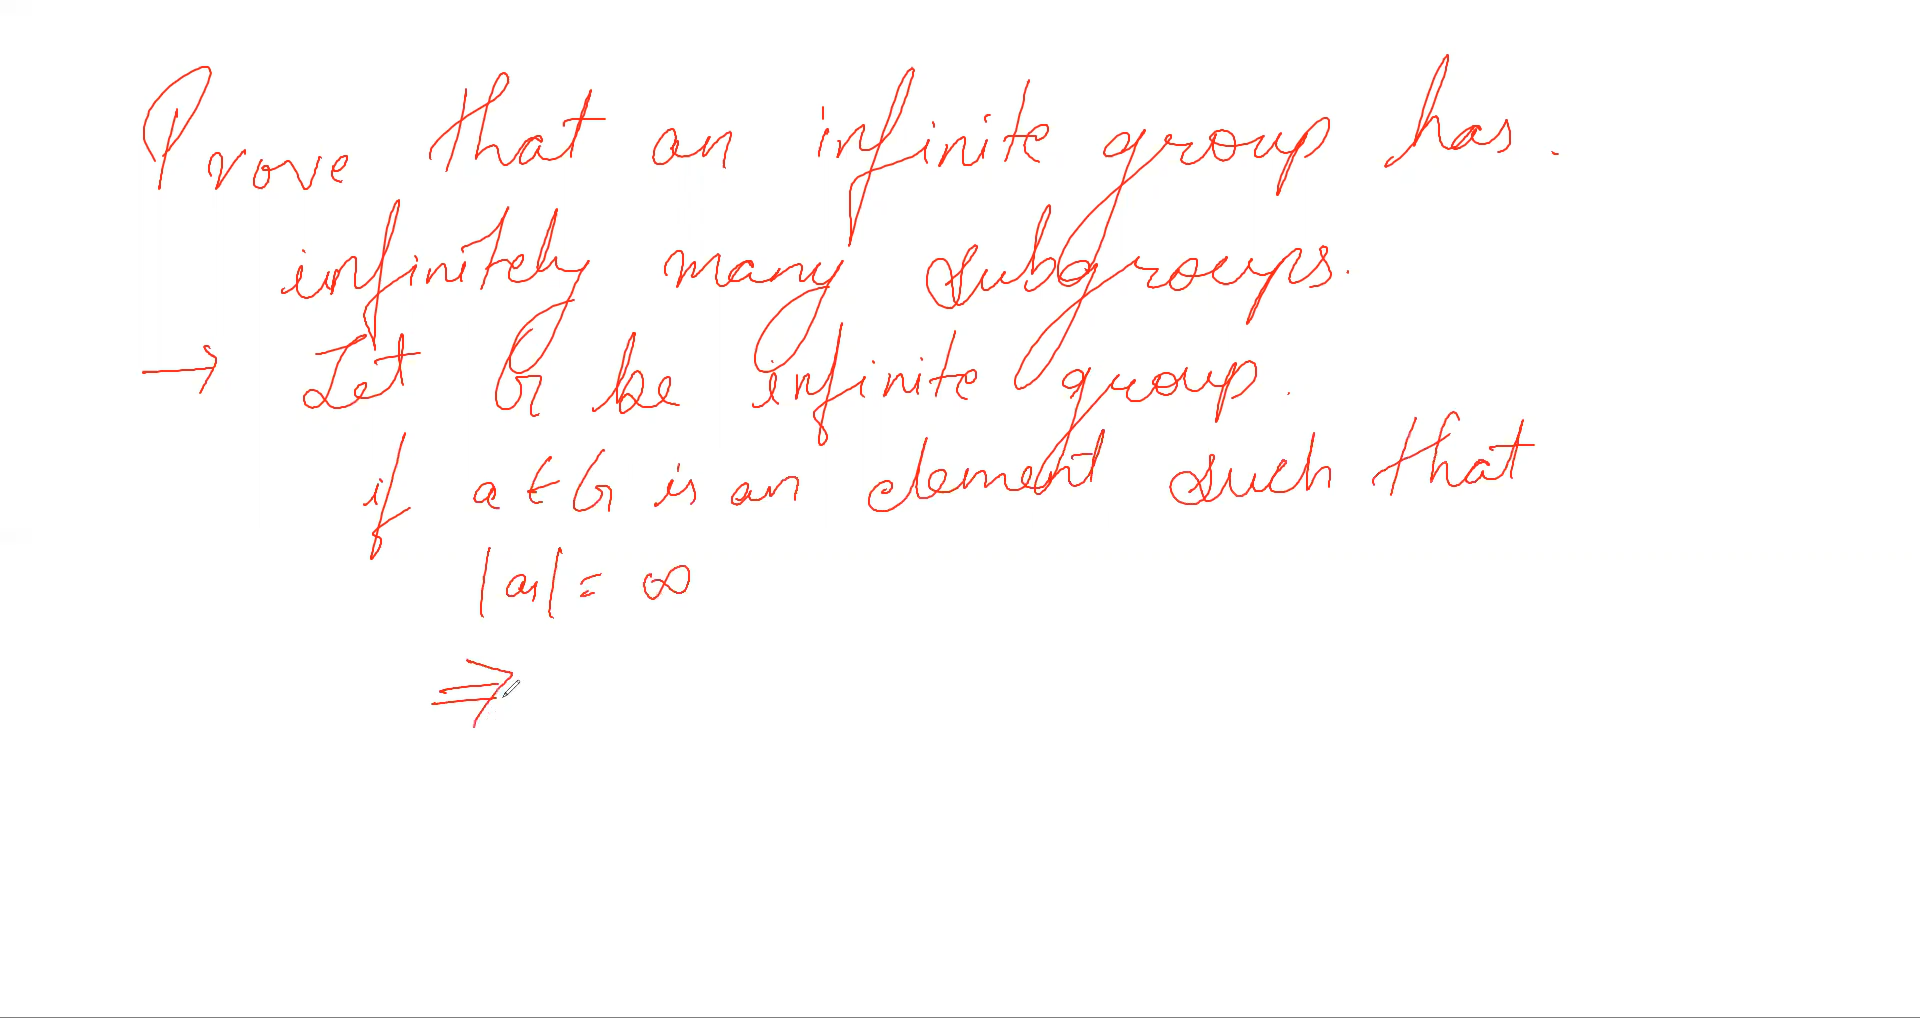 Prove that an infinite group has.
infinitely many subgroups.
→ Let G be infinite group.
if a ∈ G is an element such that
|a| = ∞
⇒